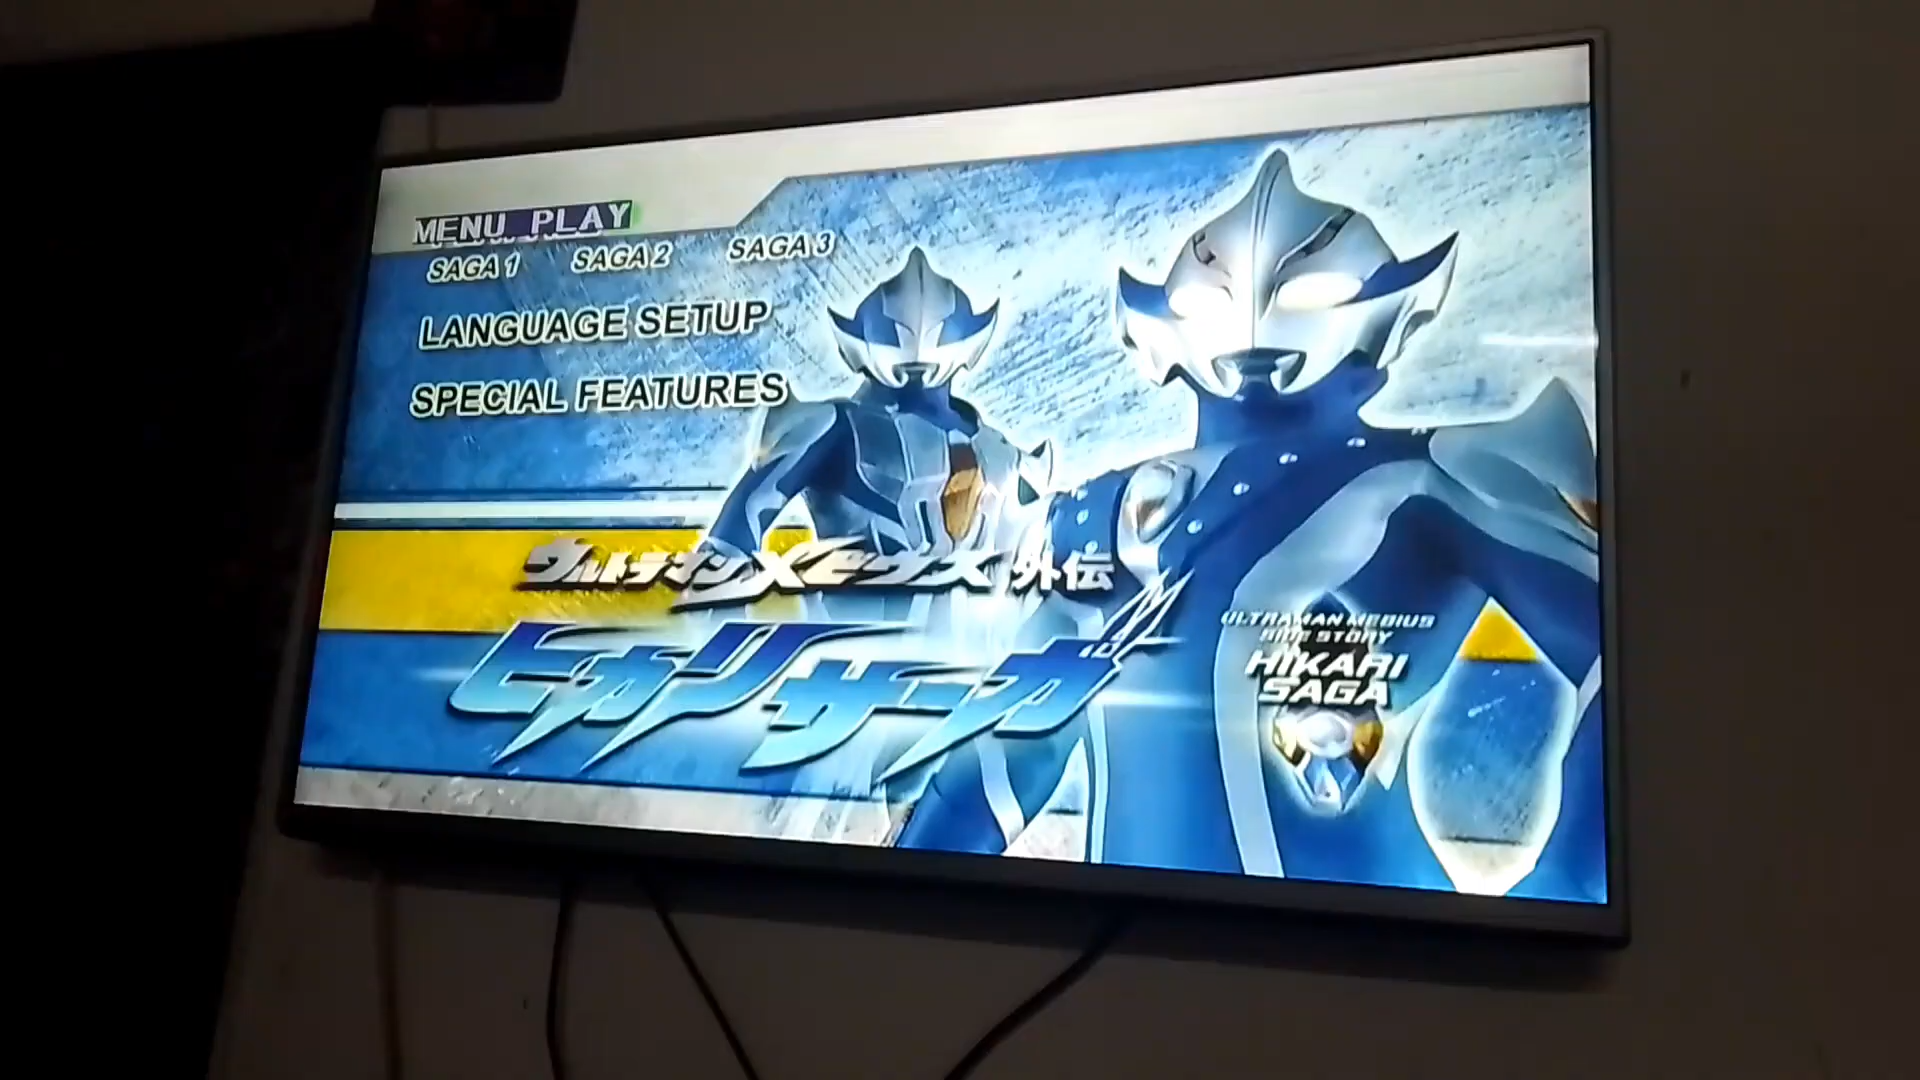 MENU PLAY
SAGA 1 SAGA 2 SAGA 3
LANGUAGE SETUP
SPECIAL FEATURES
ウルトラマンメビウス外伝
ヒカリサーガ
ULTRAMAN MEBIUS
SIDE STORY
HIKARI
SAGA